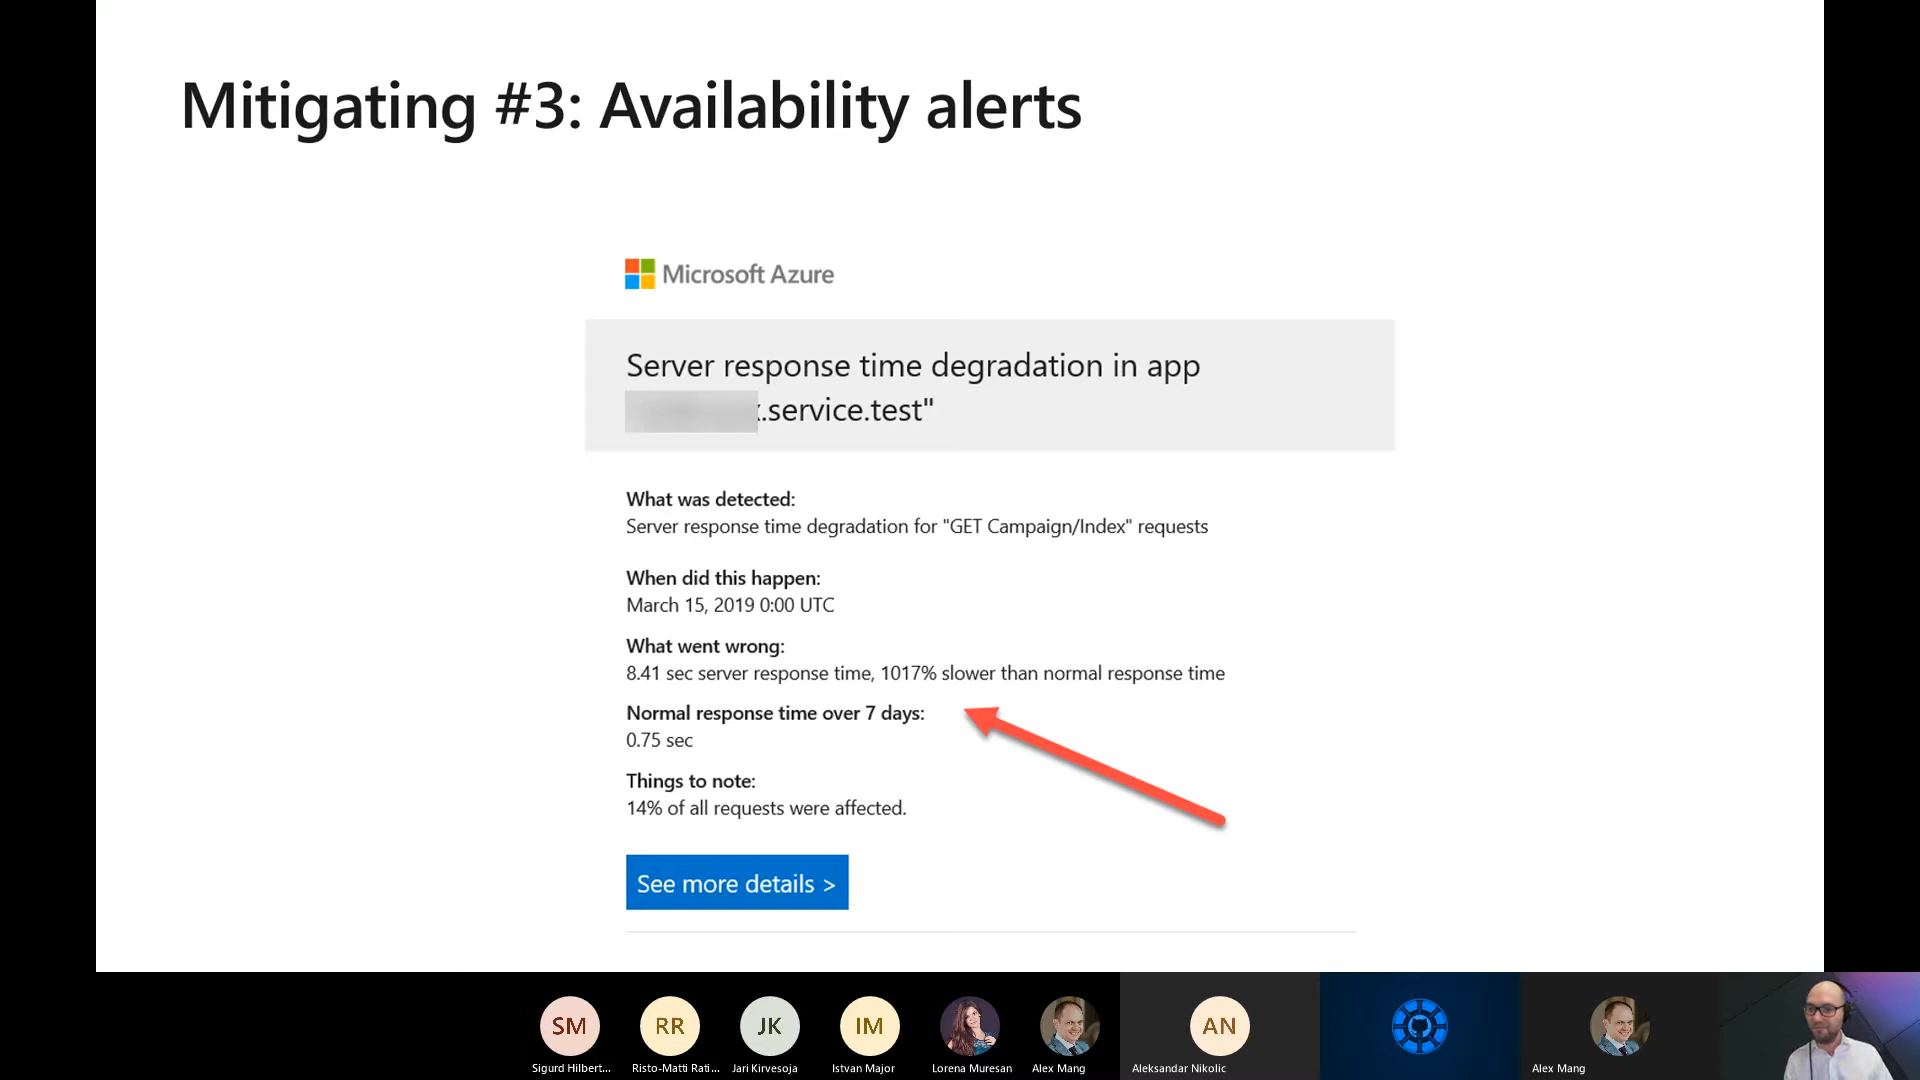 Mitigating #3: Availability alerts
Microsoft Azure
Server response time degradation in app
.service.test"
What was detected:
Server response time degradation for "GET Campaign/Index" requests
When did this happen:
March 15, 2019 0:00 UTC
What went wrong:
8.41 sec server response time, 1017% slower than normal response time
Normal response time over 7 days:
0.75 sec
Things to note:
14% of all requests were affected.
See more details >
SM
RR
JK
IM
AN
Sigurd Hilbert...
Risto-Matti Rati...
Jari Kirvesoja
Istvan Major
Lorena Muresan
Alex Mang
Aleksandar Nikolic
Alex Mang